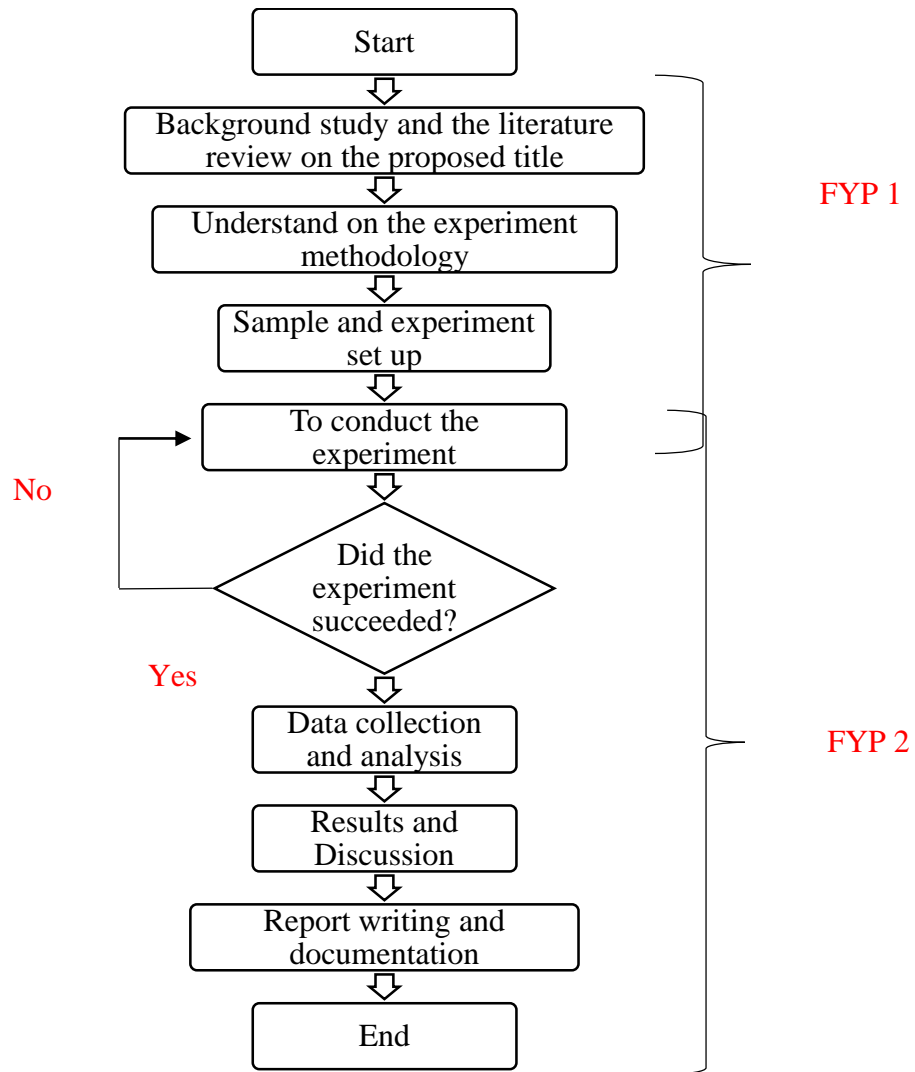 Start
Background study and the literature
review on the proposed title
FYP 1
Understand on the experiment
methodology
Sample and experiment
set up
To conduct the
experiment
No
Did the
experiment
succeeded?
Yes
Data collection
and analysis
FYP 2
Results and
Discussion
Report writing and
documentation
End